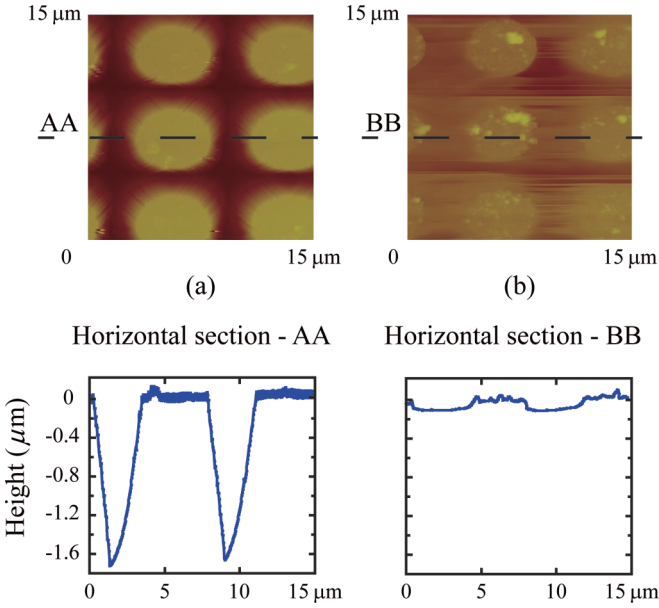 15 μm
15 μm
AA
BB
0
15 μm
0
15 μm
(a)
(b)
Horizontal section - AA
Horizontal section - BB
Height (μm)
0
-0.4
-0.8
-1.2
-1.6
0
5
10
15 μm
0
5
10
15 μm